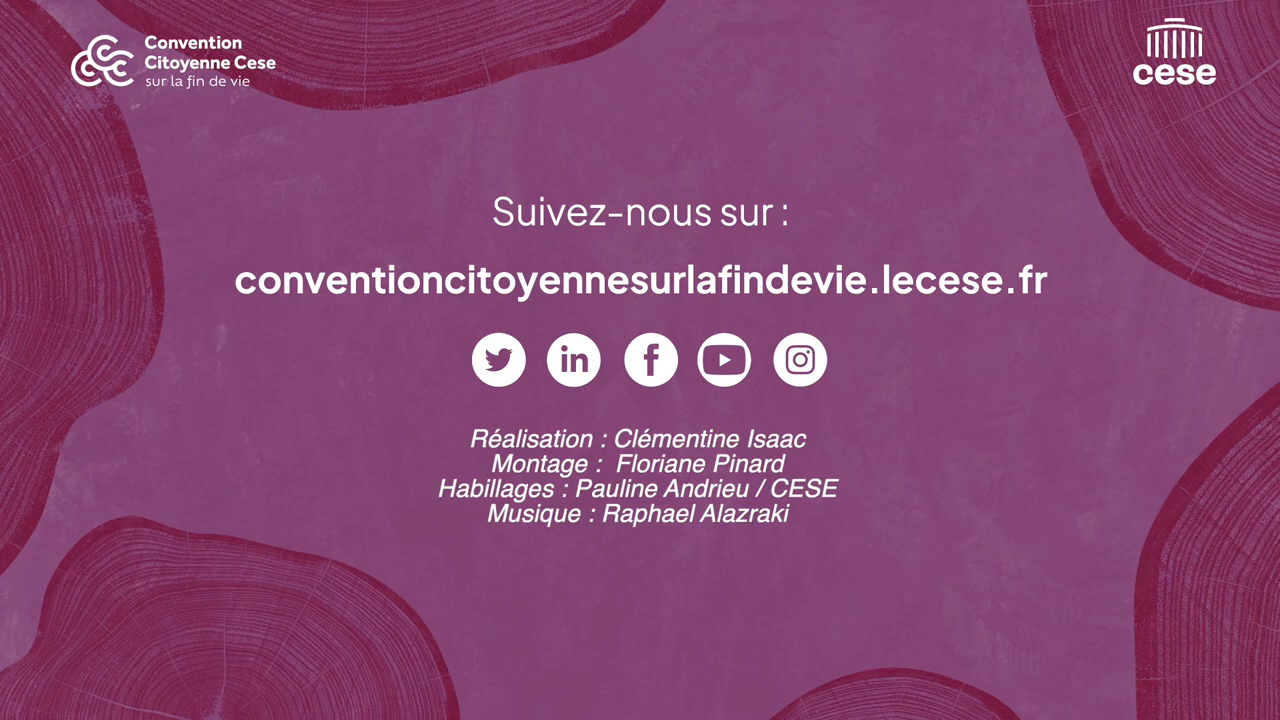 Convention
Citoyenne Cese
sur la fin de vie
cese
Suivez-nous sur :
conventioncitoyennesurlafindevie.lecese.fr
Réalisation : Clémentine Isaac
Montage :  Floriane Pinard
Habillages : Pauline Andrieu / CESE
Musique : Raphael Alazraki